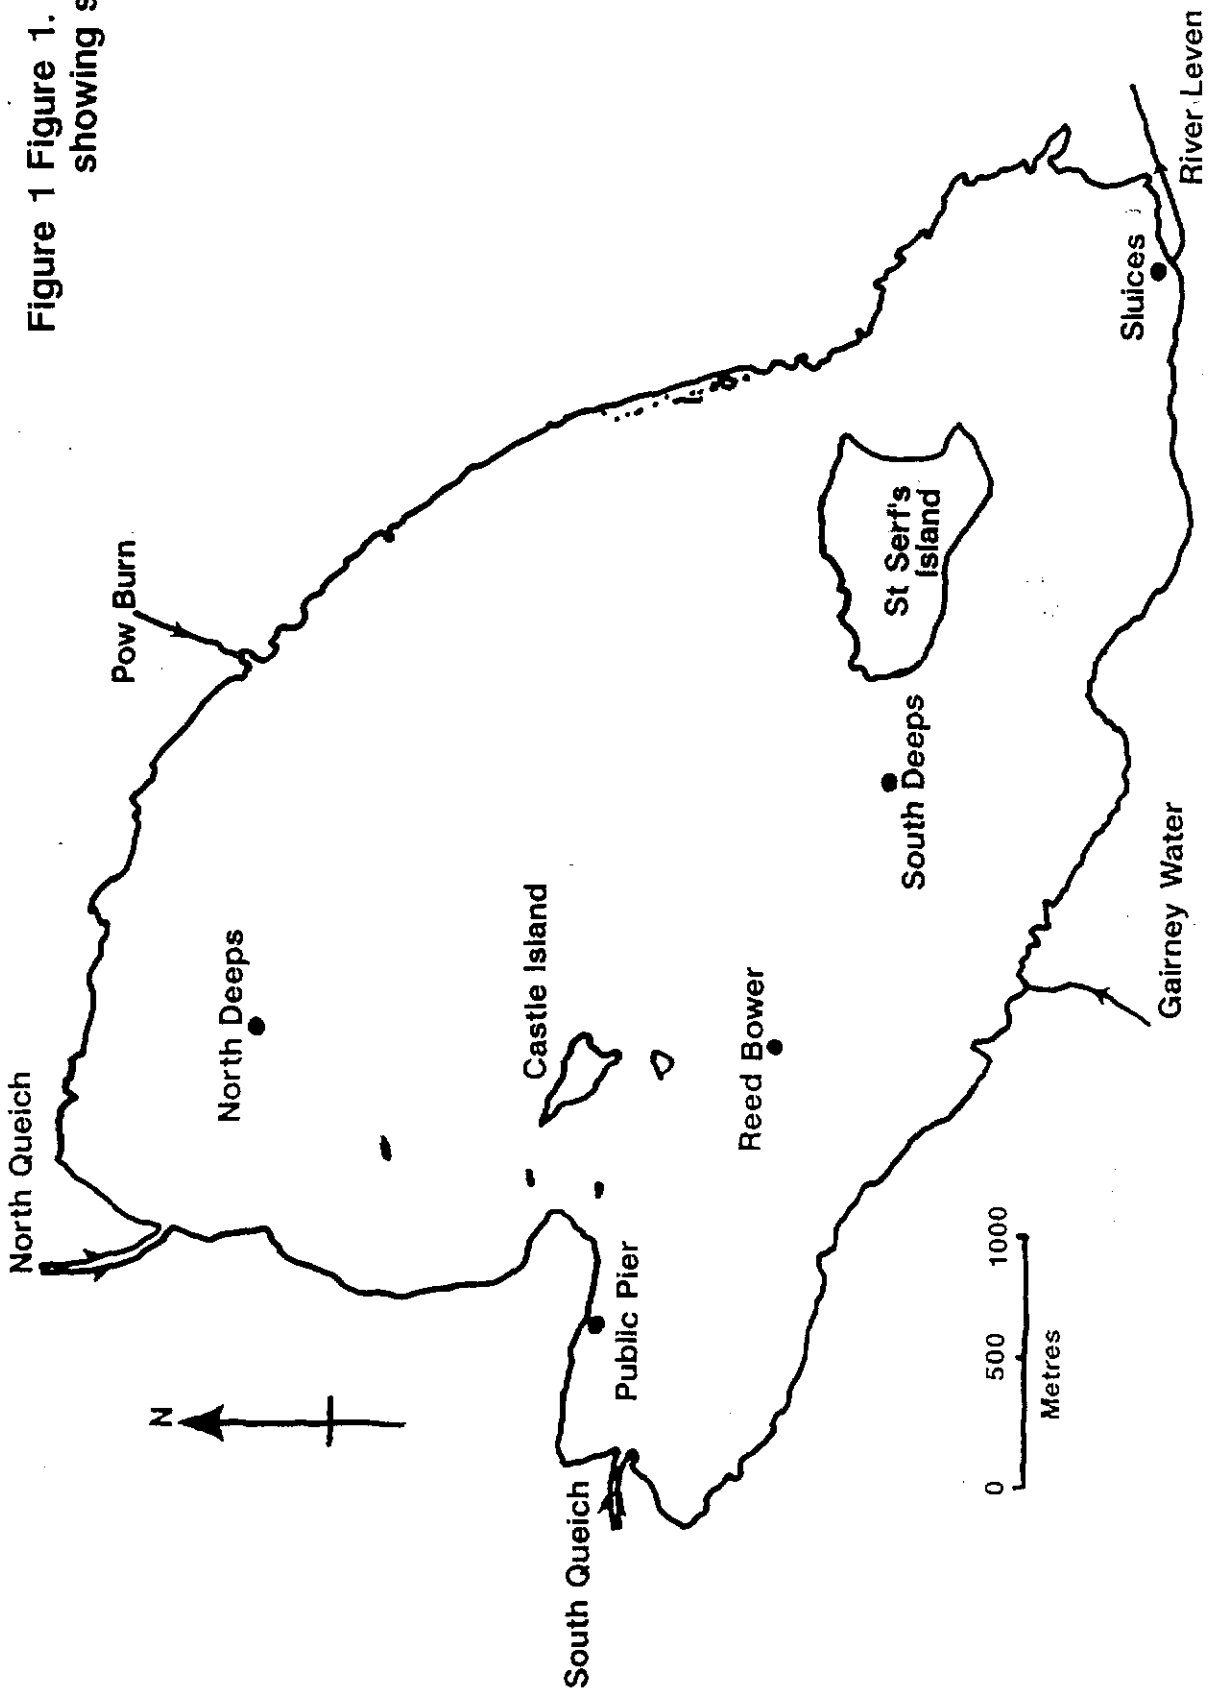 Figure 1 Figure 1.
showing s
North Queich
Pow Burn
North Deeps
N
Castle Island
South Queich
Public Pier
Reed Bower
St Serf's
Island
South Deeps
Sluices
River Leven
Gairney Water
0 500 1000
Metres